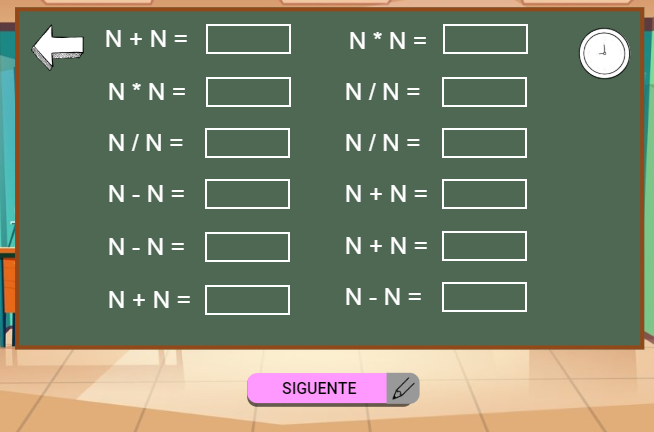 N + N =
N * N =
N / N =
N - N =
N - N =
N + N =
N * N =
N / N =
N / N =
N + N =
N + N =
N - N =
SIGUENTE